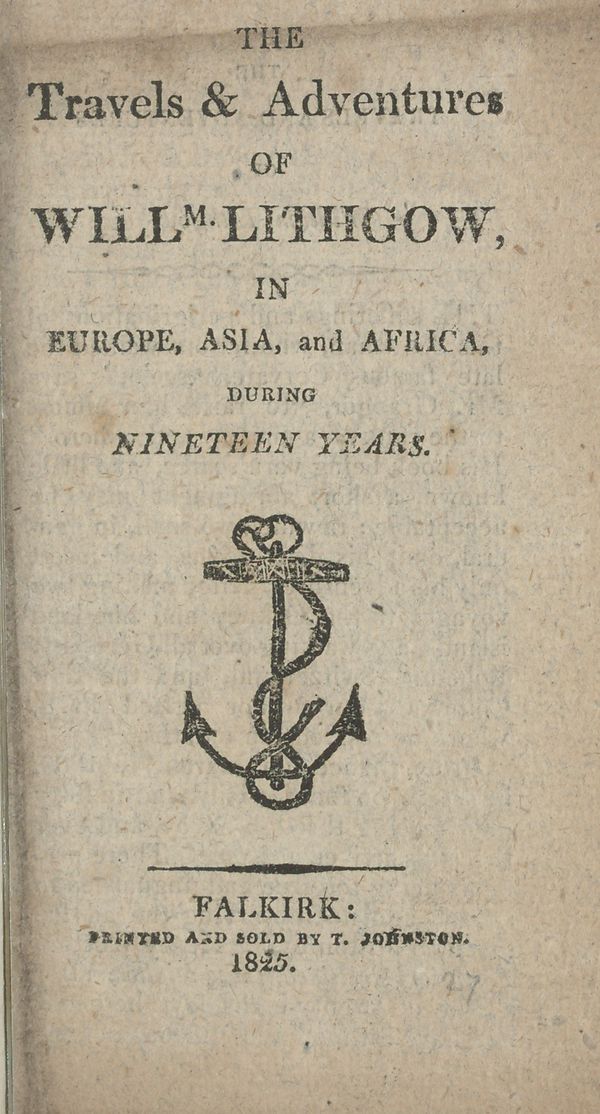 THE
Travels & Adventures
OF
WILLM. LITHGOW,
IN
EUROPE, ASIA, and AFRICA,
DURING
NINETEEN YEARS.
FALKIRK:
PRINTED AND SOLD BY T. JOHNSTON.
1825.
27